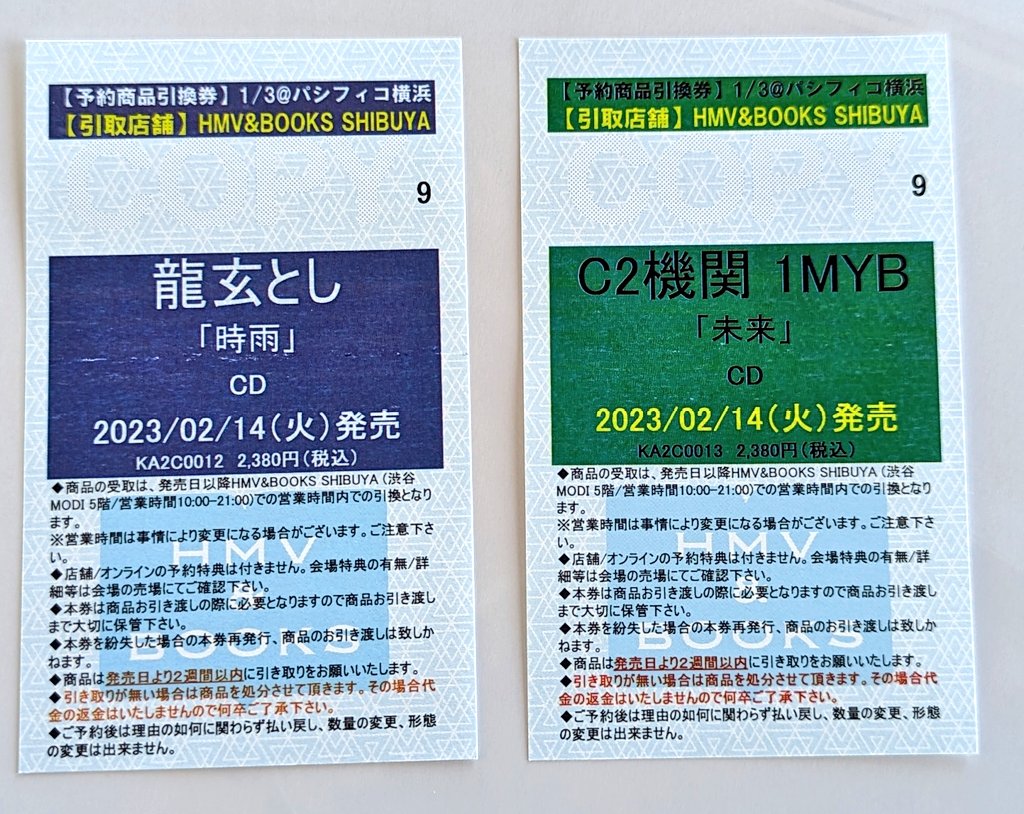 【予約商品引換券】1/3@パシフィコ横浜
【引取店舗】HMV&BOOKS SHIBUYA
COPY
9
龍玄とし
「時雨」
CD
2023/02/14(火)発売
KA2C0012 2,380円(税込)
◆商品の受取は、発売日以降HMV&BOOKS SHIBUYA (渋谷
MODI 5階/営業時間10:00-21:00)での営業時間内での引換となり
ます。
※営業時間は事情により変更になる場合がございます。ご注意下さ
い。
◆店舗/オンラインの予約特典は付きません。会場特典の有無/詳
細等は会場の売場にてご確認下さい。
◆本券は商品お引き渡しの際に必要となりますので商品お引き渡し
まで大切に保管下さい。
◆本券を紛失した場合の本券再発行、商品のお引き渡しは致しか
ねます。
◆商品は発売日より2週間以内に引き取りをお願いいたします。
◆引き取りが無い場合は商品を処分させて頂きます。その場合代
金の返金はいたしませんので何卒ご了承下さい。
◆ご予約後は理由の如何に関わらず払い戻し、数量の変更、形態
の変更は出来ません。
HMV
&
BOOKS
【予約商品引換券】1/3@パシフィコ横浜
【引取店舗】HMV&BOOKS SHIBUYA
COPY
9
C2機関 1MYB
「未来」
CD
2023/02/14(火)発売
KA2C0013 2,380円(税込)
◆商品の受取は、発売日以降HMV&BOOKS SHIBUYA (渋谷
MODI 5階/営業時間10:00-21:00)での営業時間内での引換となり
ます。
※営業時間は事情により変更になる場合がございます。ご注意下さ
い。
◆店舗/オンラインの予約特典は付きません。会場特典の有無/詳
細等は会場の売場にてご確認下さい。
◆本券は商品お引き渡しの際に必要となりますので商品お引き渡し
まで大切に保管下さい。
◆本券を紛失した場合の本券再発行、商品のお引き渡しは致しか
ねます。
◆商品は発売日より2週間以内に引き取りをお願いいたします。
◆引き取りが無い場合は商品を処分させて頂きます。その場合代
金の返金はいたしませんので何卒ご了承下さい。
◆ご予約後は理由の如何に関わらず払い戻し、数量の変更、形態
の変更は出来ません。
HMV
&
BOOKS